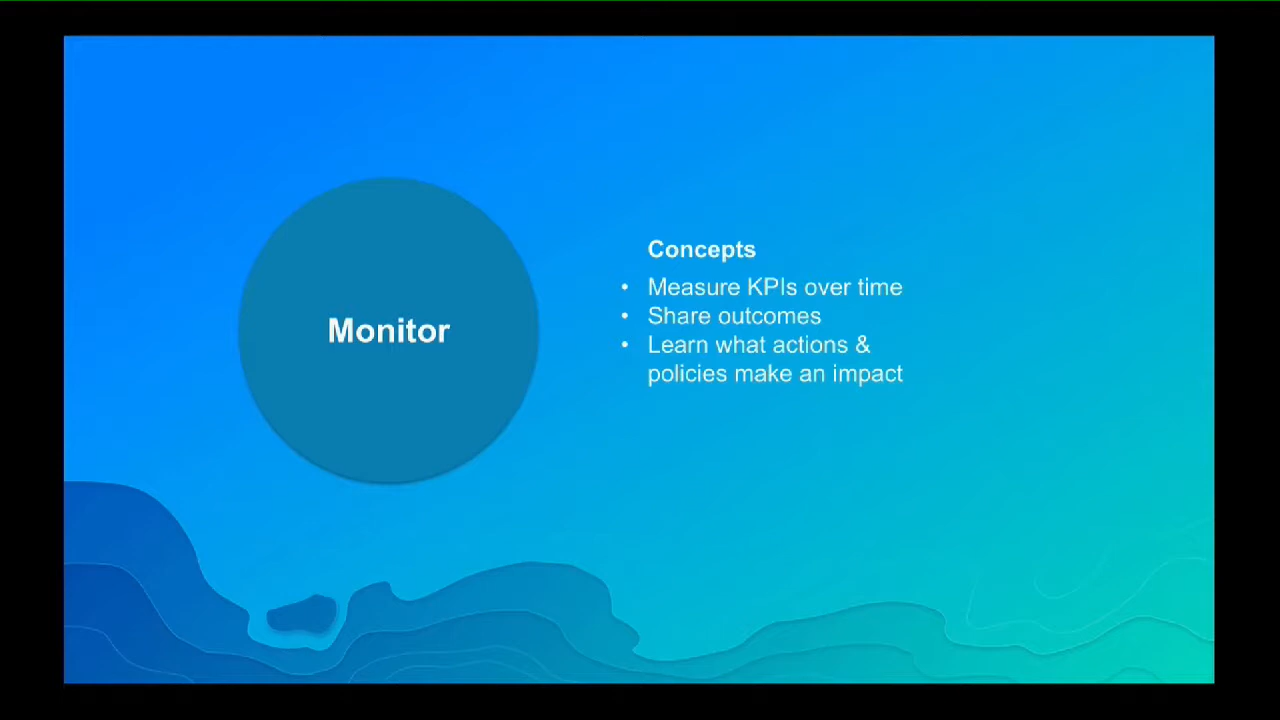 Monitor
Concepts
• Measure KPIs over time
• Share outcomes
• Learn what actions &
policies make an impact